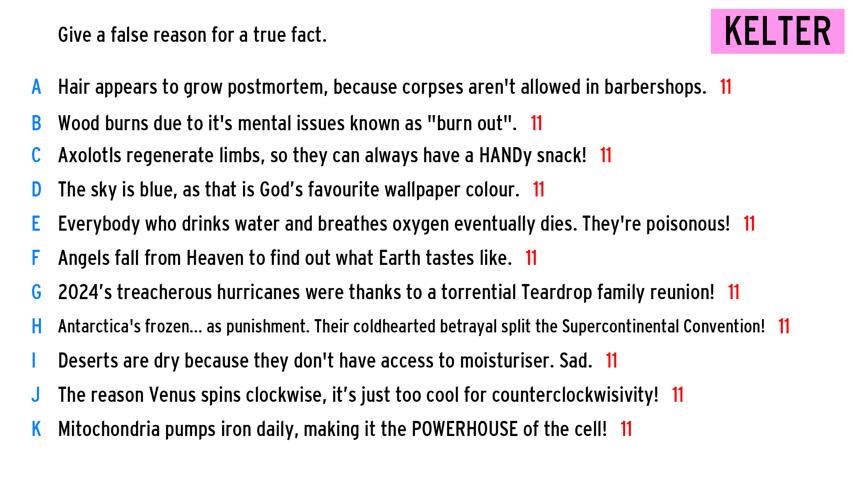 Give a false reason for a true fact.
KELTER
A Hair appears to grow postmortem, because corpses aren't allowed in barbershops. 11
B Wood burns due to it's mental issues known as "burn out". 11
C Axolotls regenerate limbs, so they can always have a HANDy snack! 11
D The sky is blue, as that is God’s favourite wallpaper colour. 11
E Everybody who drinks water and breathes oxygen eventually dies. They're poisonous! 11
F Angels fall from Heaven to find out what Earth tastes like. 11
G 2024’s treacherous hurricanes were thanks to a torrential Teardrop family reunion! 11
H Antarctica's frozen... as punishment. Their coldhearted betrayal split the Supercontinental Convention! 11
I Deserts are dry because they don't have access to moisturiser. Sad. 11
J The reason Venus spins clockwise, it’s just too cool for counterclockwisivity! 11
K Mitochondria pumps iron daily, making it the POWERHOUSE of the cell! 11